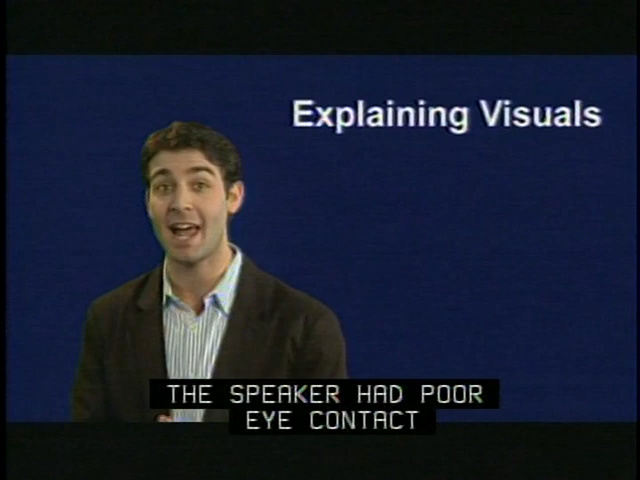 Explaining Visuals
THE SPEAKER HAD POOR
EYE CONTACT